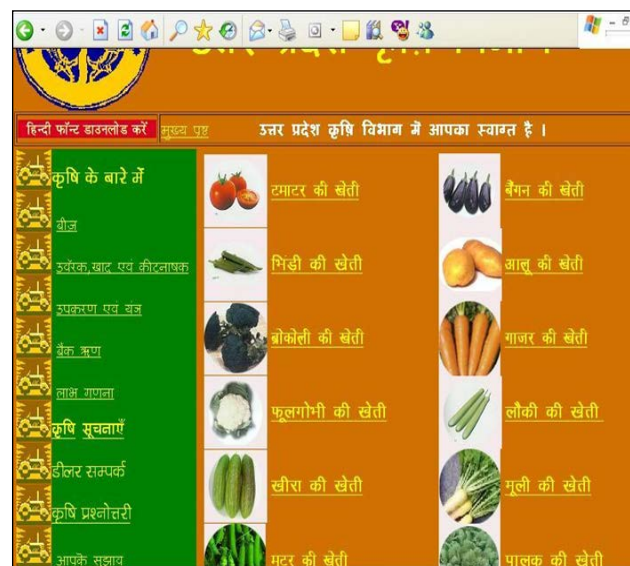 हिन्दी फॉन्ट डाउनलोड करें
मुख्य पृष्ठ
उत्तर प्रदेश कृषि विभाग में आपका स्वागत है ।
कृषि के बारे में
बीज
उर्वरक,खाद एवं कीटनाषक
उपकरण एवं यंत्र
बैंक ऋण
लाभ गणना
कृषि सूचनाएँ
डीलर सम्पर्क
कृषि प्रश्नोत्तरी
आपके सुझाव
टमाटर की खेती
बैंगन की खेती
भिंडी की खेती
आलू की खेती
ब्रोकोली की खेती
गाजर की खेती
फूलगोभी की खेती
लौकी की खेती
खीरा की खेती
मूली की खेती
मटर की खेती
पालक की खेती